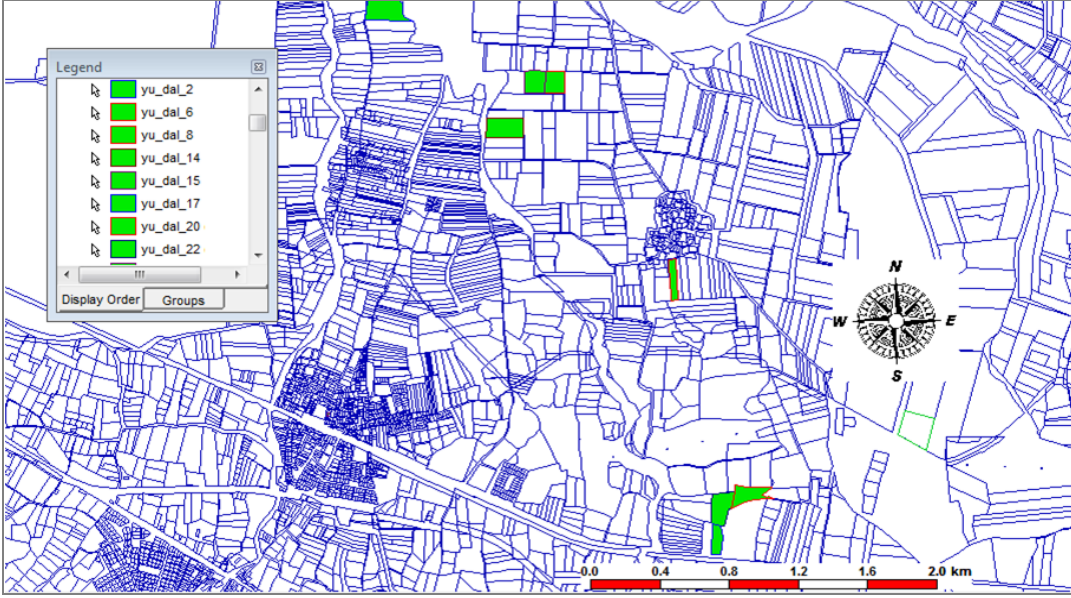 Legend
yu_dal_2
yu_dal_6
yu_dal_8
yu_dal_14
yu_dal_15
yu_dal_17
yu_dal_20
yu_dal_22
Display Order Groups
N
W E
S
0.0 0.4 0.8 1.2 1.6 2.0 km